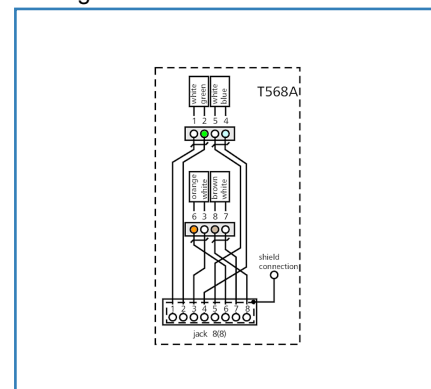 T568A
white
green
white
blue
1 2 5 4
orange
white
brown
white
6 3 8 7
shield
connection
1 2 3 4 5 6 7 8
jack 8(8)